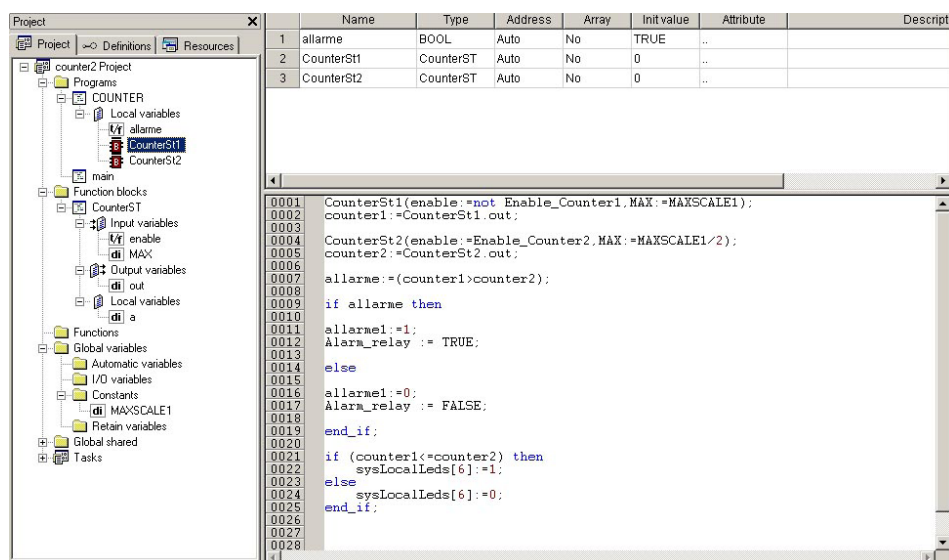 Project
Project Definitions Resources
counter2 Project
Programs
COUNTER
Local variables
t/f allarme
B CounterSt1
B CounterSt2
main
Function blocks
CounterST
Input variables
t/f enable
di MAX
Output variables
di out
Local variables
di a
Functions
Global variables
Automatic variables
I/O variables
Constants
di MAXSCALE1
Retain variables
Global shared
Tasks
Name Type Address Array Init value Attribute Descript
1 allarme BOOL Auto No TRUE ..
2 CounterSt1 CounterST Auto No 0 ..
3 CounterSt2 CounterST Auto No 0 ..
0001 CounterSt1(enable:=not Enable_Counter1,MAX:=MAXSCALE1);
0002 counter1:=CounterSt1.out;
0003
0004 CounterSt2(enable:=Enable_Counter2,MAX:=MAXSCALE1/2);
0005 counter2:=CounterSt2.out;
0006
0007 allarme:=(counter1>counter2);
0008
0009 if allarme then
0010
0011 allarme1:=1;
0012 Alarm_relay := TRUE;
0013
0014 else
0015
0016 allarme1:=0;
0017 Alarm_relay := FALSE;
0018
0019 end_if;
0020
0021 if (counter1<=counter2) then
0022 sysLocalLeds[6]:=1;
0023 else
0024 sysLocalLeds[6]:=0;
0025 end_if;
0026
0027
0028